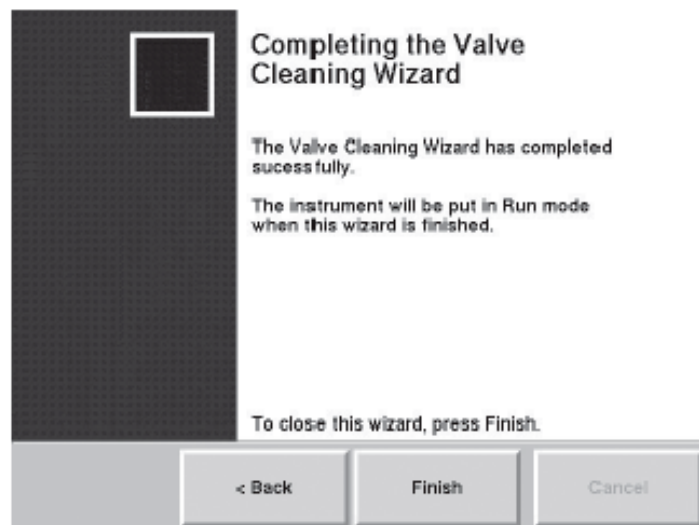 Completing the Valve
Cleaning Wizard
The Valve Cleaning Wizard has completed
sucessfully.
The instrument will be put in Run mode
when this wizard is finished.
To close this wizard, press Finish.
< Back
Finish
Cancel